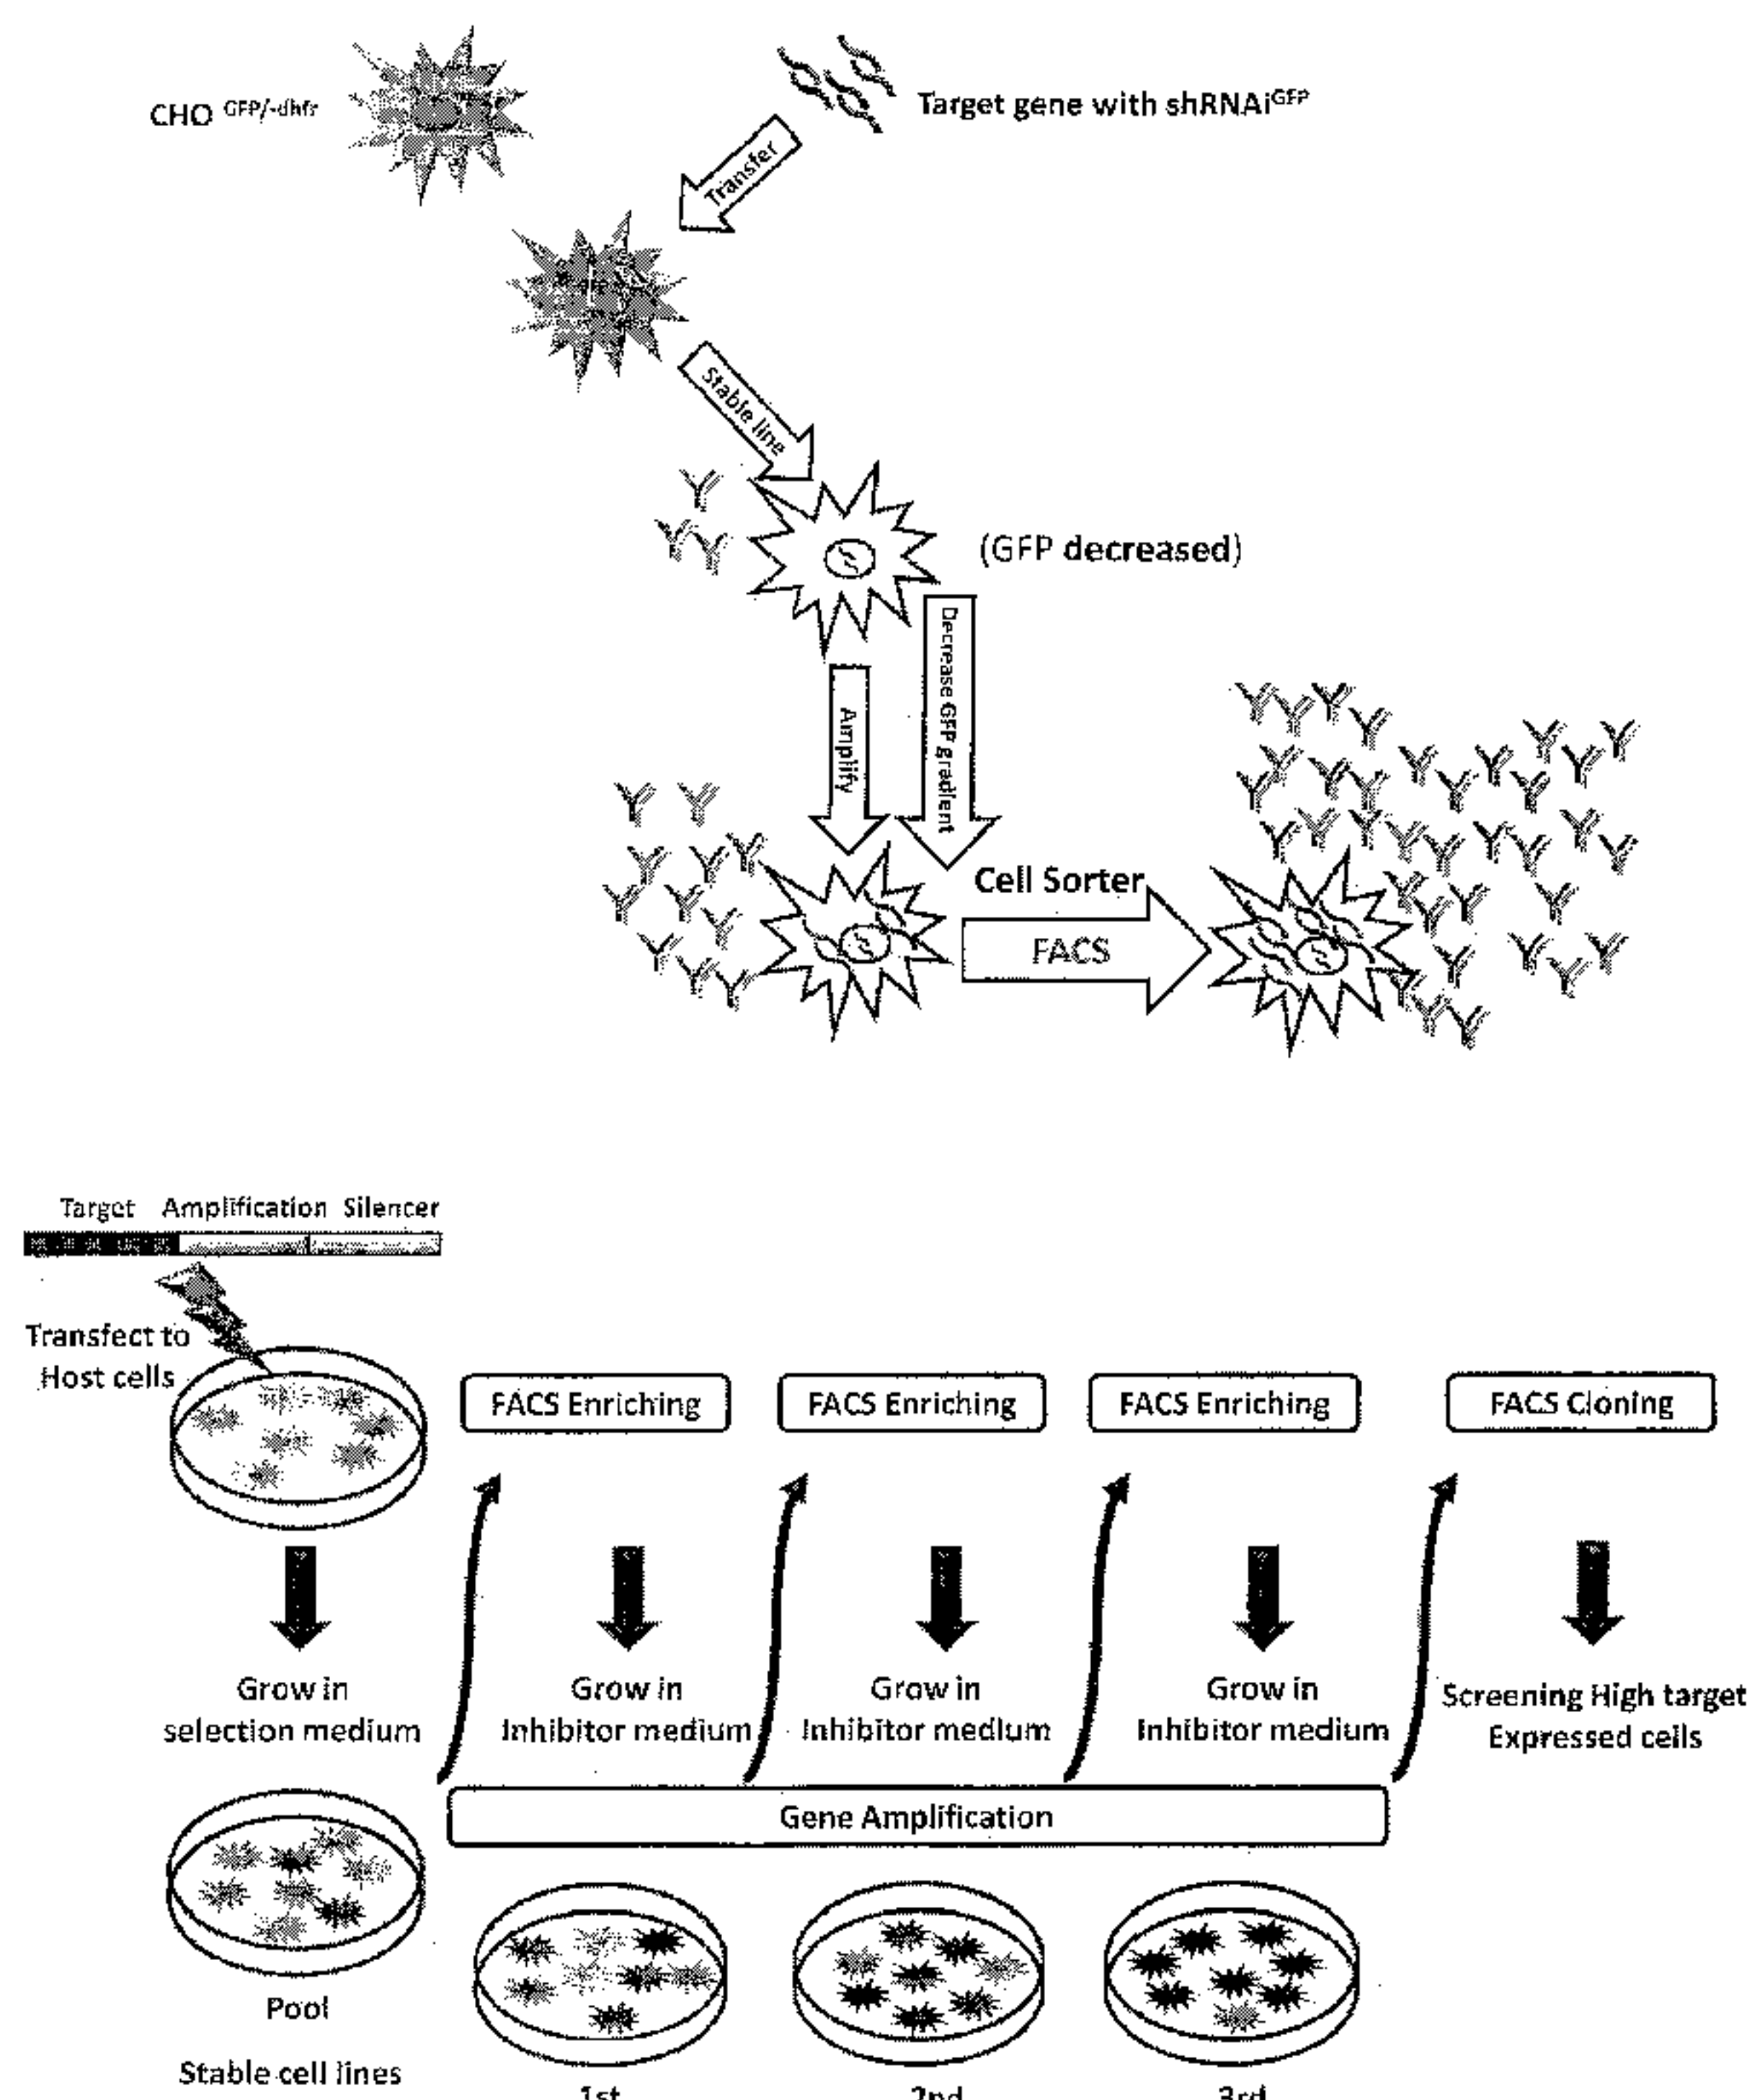 CHO GFP/-dhfr
Target gene with shRNAiGFP
Transfer
Stable line
(GFP decreased)
Decrease GFP gradient
Amplify
Cell Sorter
FACS
Target Amplification Silencer
Transfect to
Host cells
FACS Enriching
FACS Enriching
FACS Enriching
FACS Cloning
Grow in
selection medium
Grow in
Inhibitor medium
Grow in
Inhibitor medium
Grow in
Inhibitor medium
Screening High target
Expressed cells
Gene Amplification
Pool
Stable cell lines
1st
2nd
3rd